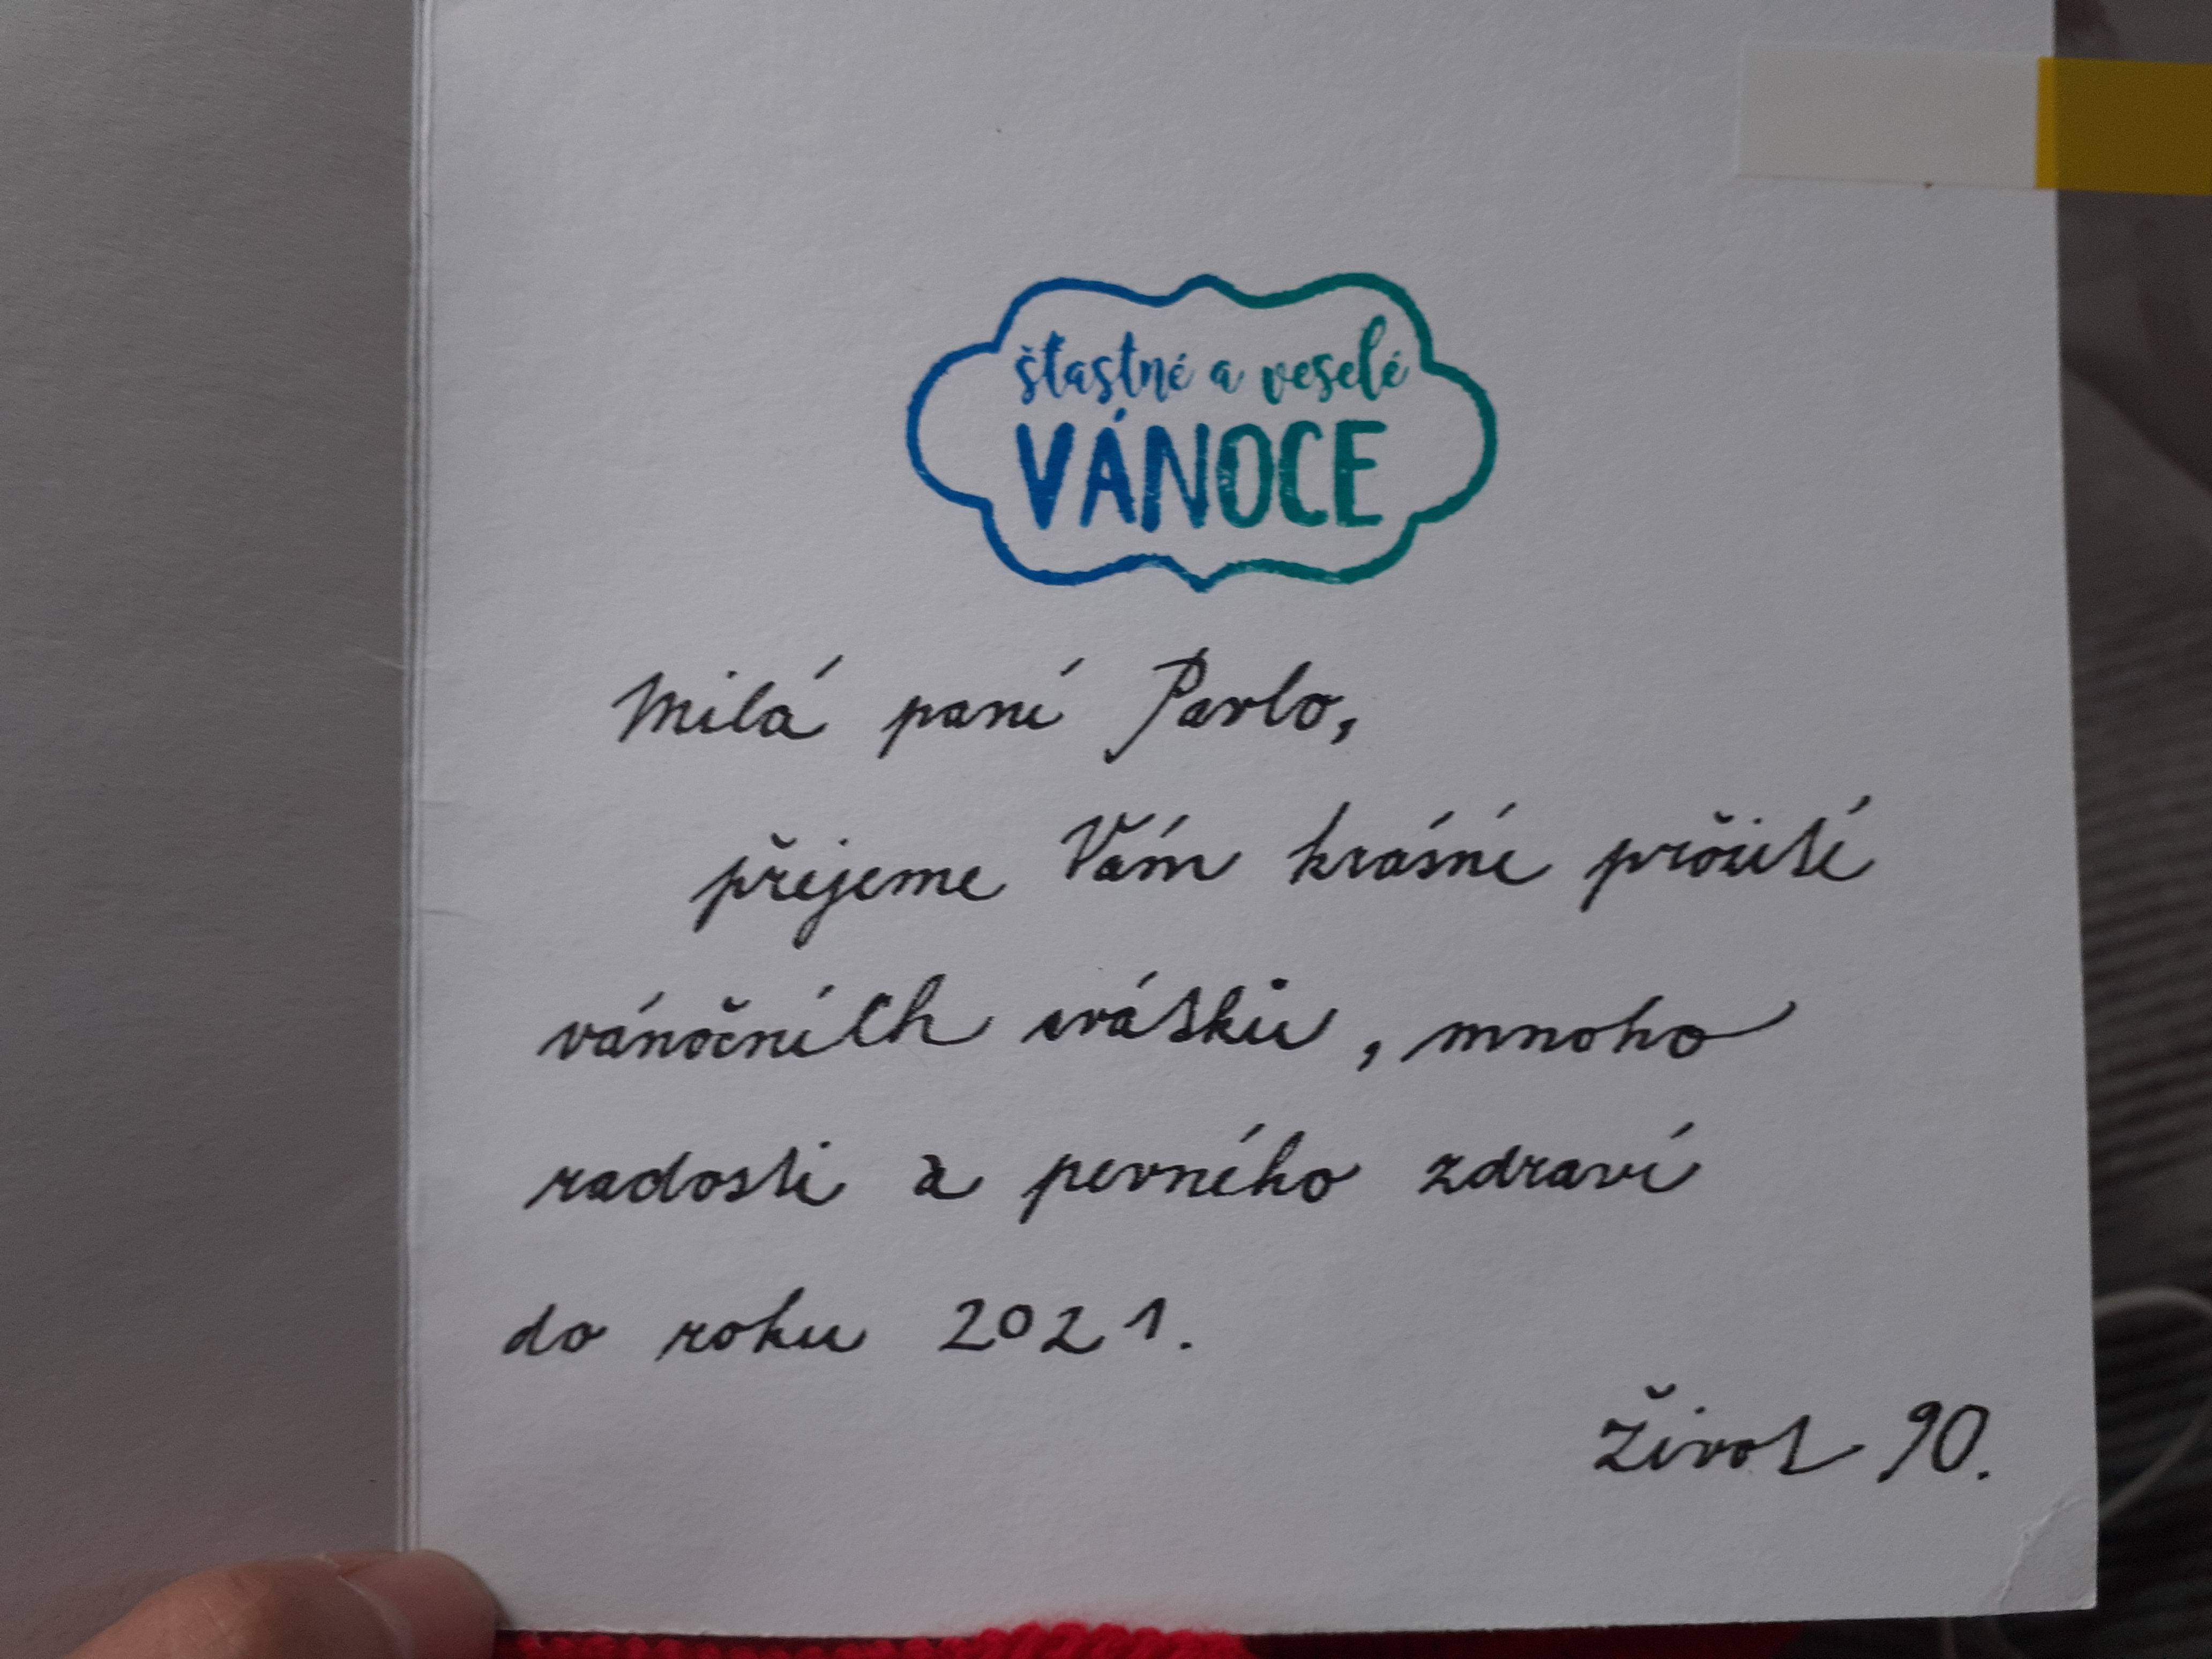 šťastné a veselé
VÁNOCE
Milá paní Pavlo,
přejeme Vám krásné prožití
vánočních svátků, mnoho
radosti a pevného zdraví
do roku 2021.
Život 90.